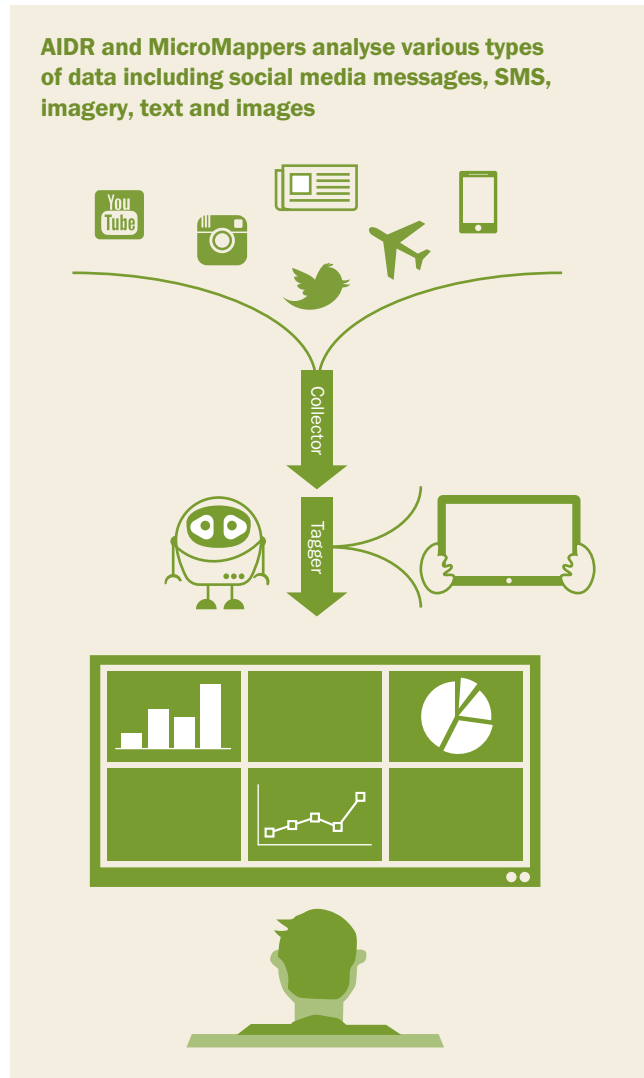 AIDR and MicroMappers analyse various types
of data including social media messages, SMS,
imagery, text and images
You
Tube
Collector
Tagger